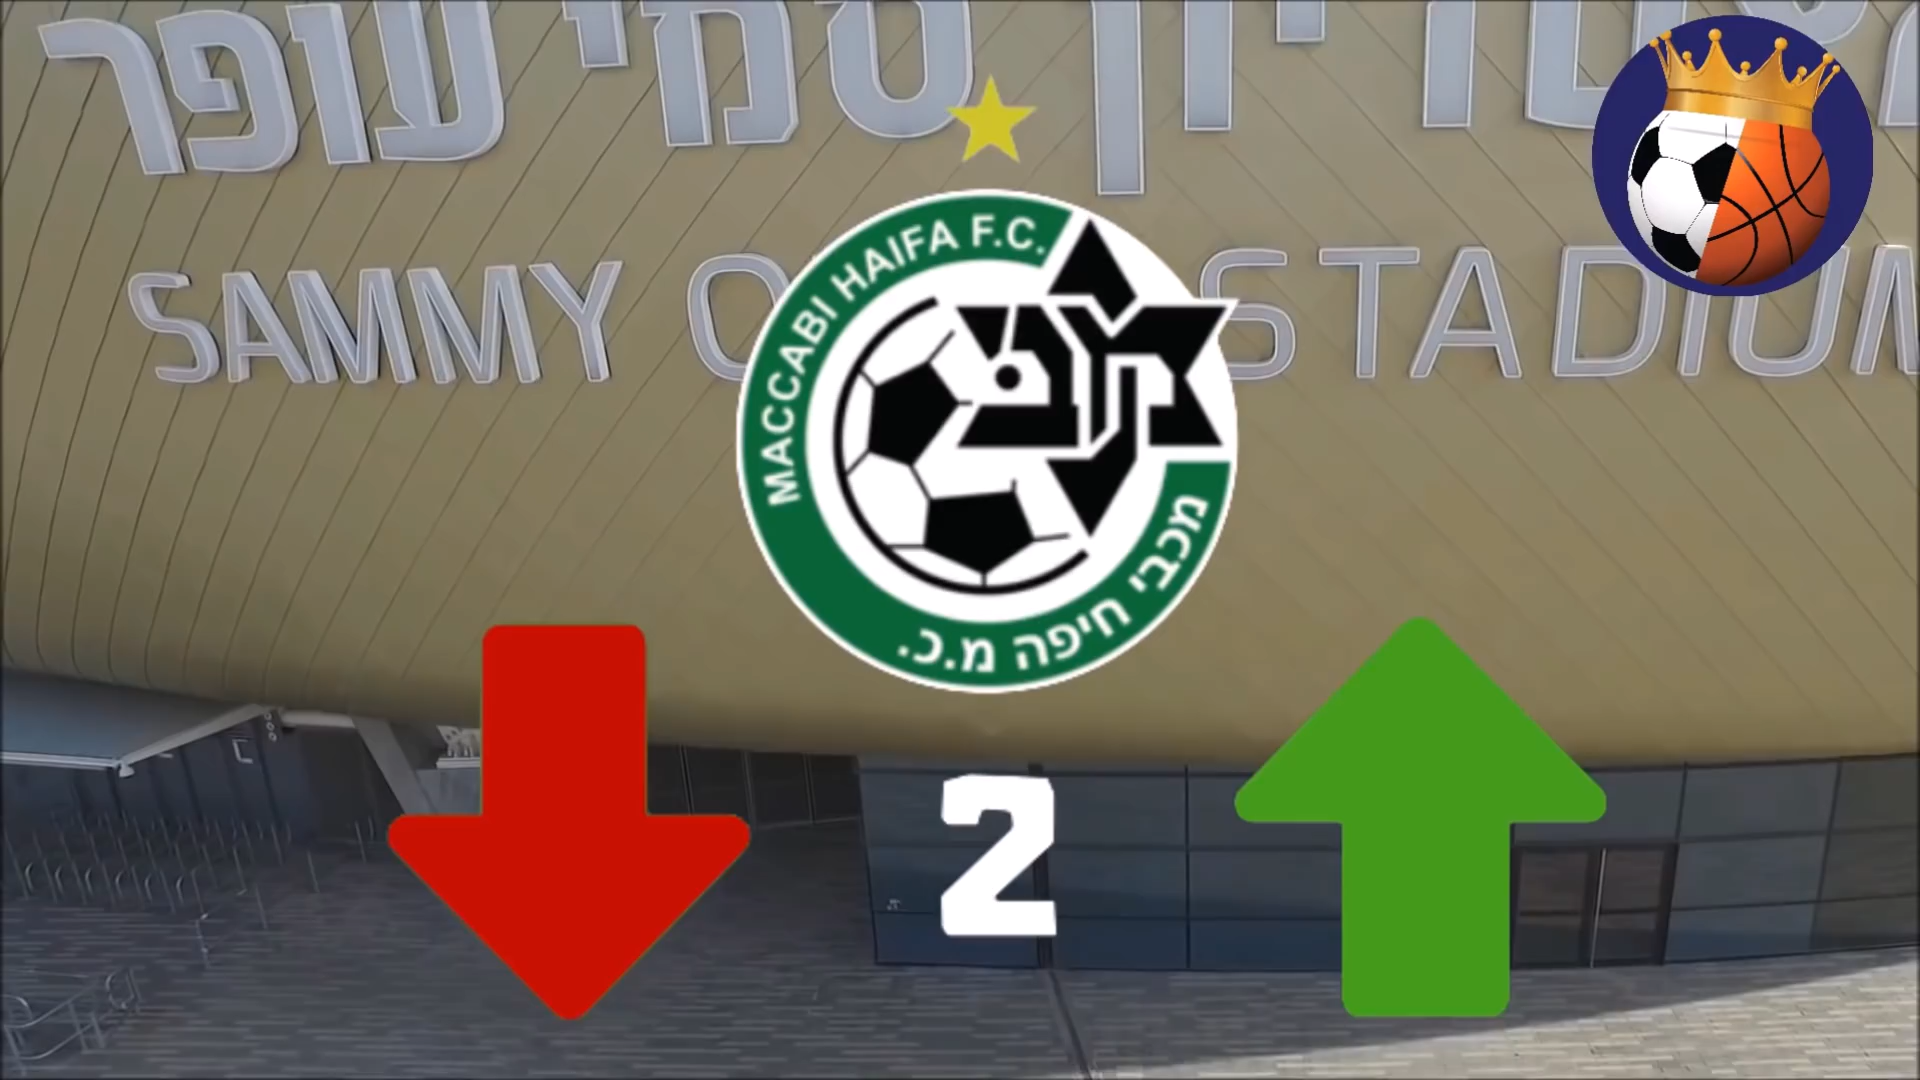 סמי עופר
SAMMY O
STADIUM
MACCABI HAIFA F.C.
מכבי חיפה מ.כ.
2